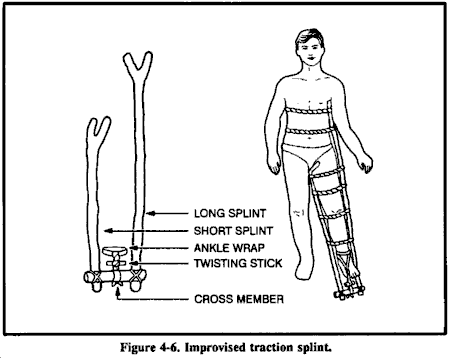 LONG SPLINT
SHORT SPLINT
ANKLE WRAP
TWISTING STICK
CROSS MEMBER
Figure 4-6. Improvised traction splint.